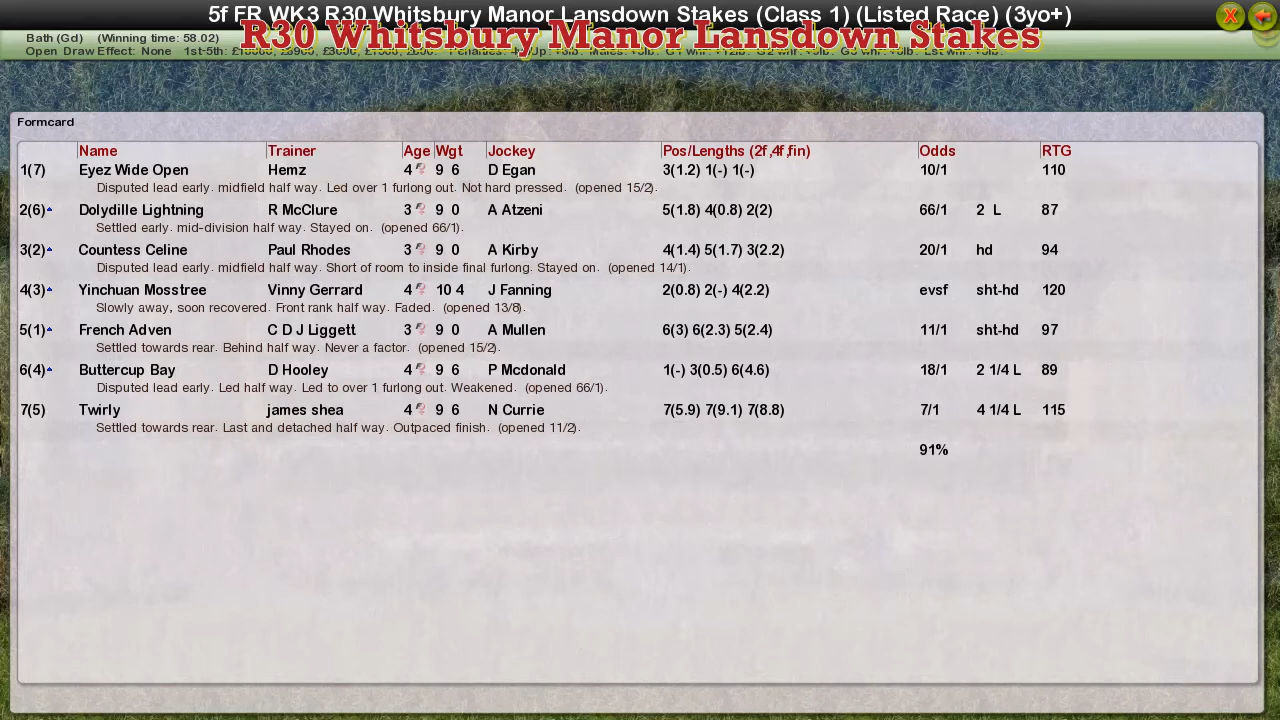 5f FR WK3 R30 Whitsbury Manor Lansdown Stakes (Class 1) (Listed Race) (3yo+)
R30 Whitsbury Manor Lansdown Stakes
Bath (Gd) (Winning time: 58.02)
Open Draw Effect: None 1st-5th:
Formcard
Name Trainer Age Wgt Jockey Pos/Lengths (2f,4f,fin) Odds RTG
1(7) Eyez Wide Open Hemz 4 9 6 D Egan 3(1.2) 1(-) 1(-) 10/1 110
Disputed lead early. midfield half way. Led over 1 furlong out. Not hard pressed. (opened 15/2).
2(6) Dolydille Lightning R McClure 3 9 0 A Atzeni 5(1.8) 4(0.8) 2(2) 66/1 2 L 87
Settled early. mid-division half way. Stayed on. (opened 66/1).
3(2) Countess Celine Paul Rhodes 3 9 0 A Kirby 4(1.4) 5(1.7) 3(2.2) 20/1 hd 94
Disputed lead early. midfield half way. Short of room to inside final furlong. Stayed on. (opened 14/1).
4(3) Yinchuan Mosstree Vinny Gerrard 4 10 4 J Fanning 2(0.8) 2(-) 4(2.2) evsf sht-hd 120
Slowly away, soon recovered. Front rank half way. Faded. (opened 13/8).
5(1) French Adven C D J Liggett 3 9 0 A Mullen 6(3) 6(2.3) 5(2.4) 11/1 sht-hd 97
Settled towards rear. Behind half way. Never a factor. (opened 15/2).
6(4) Buttercup Bay D Hooley 4 9 6 P Mcdonald 1(-) 3(0.5) 6(4.6) 18/1 2 1/4 L 89
Disputed lead early. Led half way. Led to over 1 furlong out. Weakened. (opened 66/1).
7(5) Twirly james shea 4 9 6 N Currie 7(5.9) 7(9.1) 7(8.8) 7/1 4 1/4 L 115
Settled towards rear. Last and detached half way. Outpaced finish. (opened 11/2).
91%